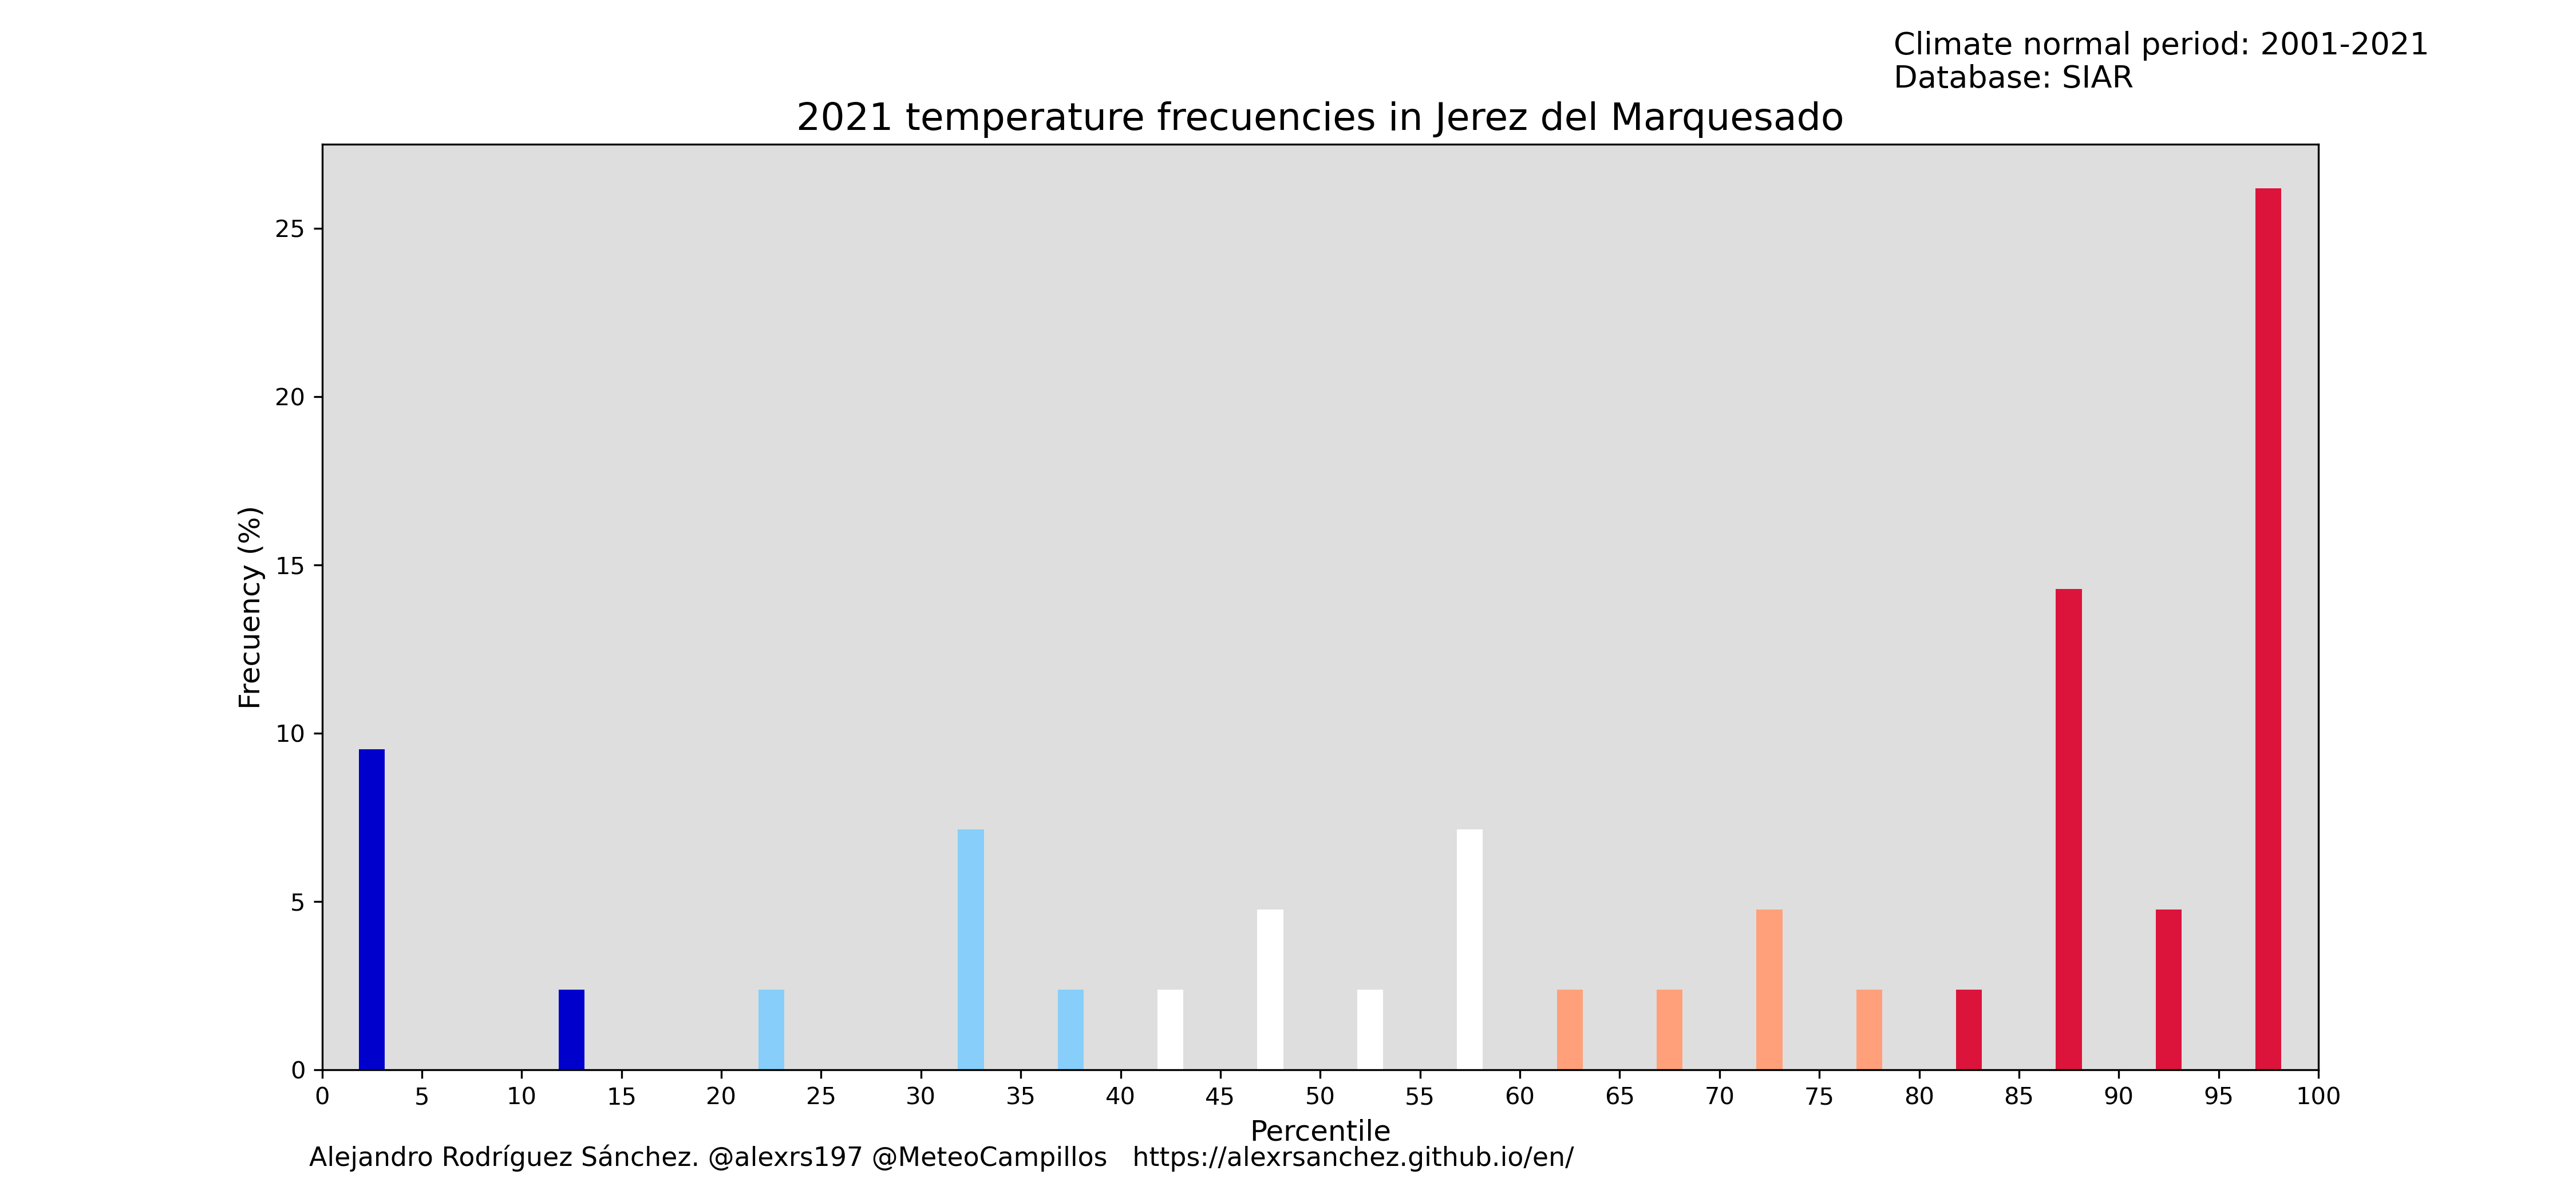 Climate normal period: 2001-2021
Database: SIAR
2021 temperature frecuencies in Jerez del Marquesado
25
20
15
10
5
0
Frecuency (%)
0 5 10 15 20 25 30 35 40 45 50 55 60 65 70 75 80 85 90 95 100
Percentile
Alejandro Rodríguez Sánchez. @alexrs197 @MeteoCampillos https://alexrsanchez.github.io/en/